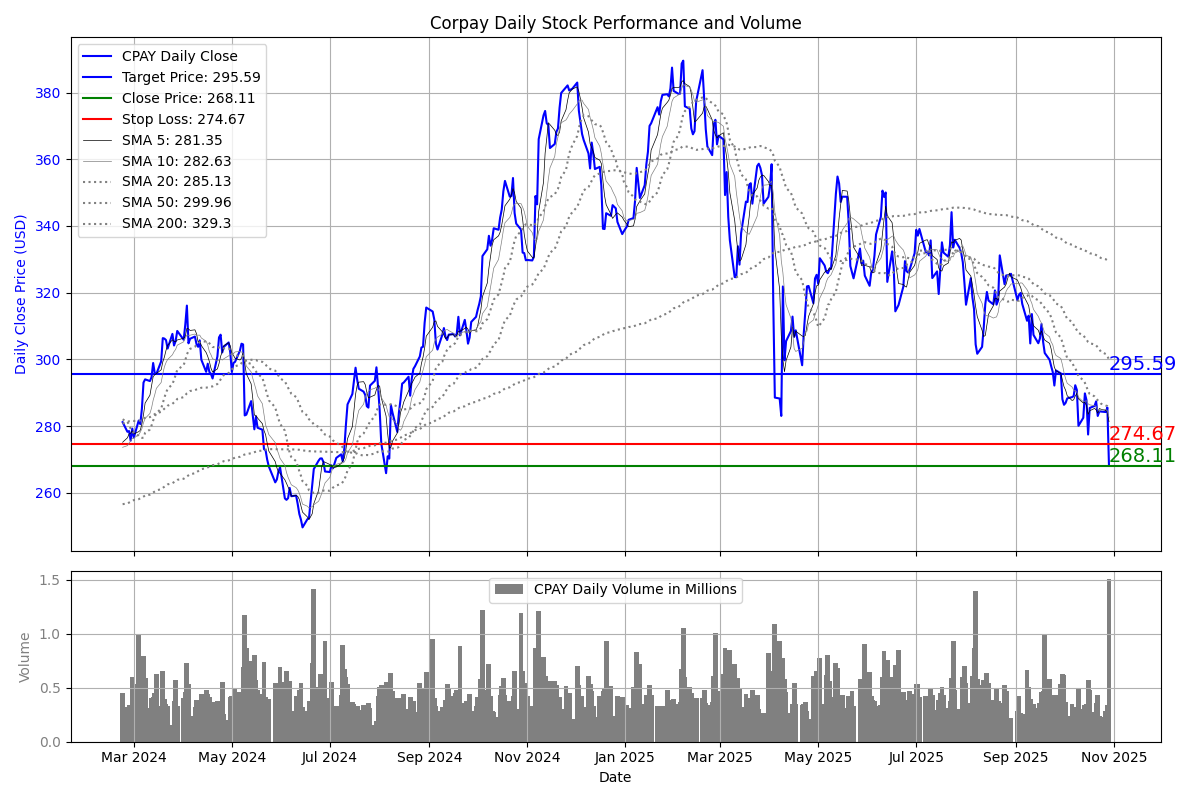 Corpay Daily Stock Performance and Volume
CPAY Daily Close
Target Price: 295.59
Close Price: 268.11
Stop Loss: 274.67
SMA 5: 281.35
SMA 10: 282.63
SMA 20: 285.13
SMA 50: 299.96
SMA 200: 329.3
Daily Close Price (USD)
380
360
340
320
300
280
260
295.59
274.67
268.11
CPAY Daily Volume in Millions
Volume
1.5
1.0
0.5
0.0
Mar 2024 May 2024 Jul 2024 Sep 2024 Nov 2024 Jan 2025 Mar 2025 May 2025 Jul 2025 Sep 2025 Nov 2025
Date